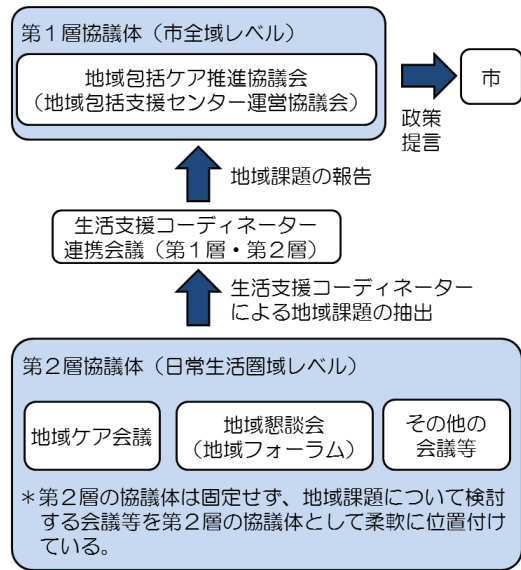 第１層協議体（市全域レベル）
地域包括ケア推進協議会
（地域包括支援センター運営協議会）
市
政策
提言
地域課題の報告
生活支援コーディネーター
連携会議（第１層・第２層）
生活支援コーディネーター
による地域課題の抽出
第２層協議体（日常生活圏域レベル）
地域ケア会議
地域懇談会
（地域フォーラム）
その他の
会議等
＊第２層の協議体は固定せず、地域課題について検討
する会議等を第２層の協議体として柔軟に位置付け
ている。